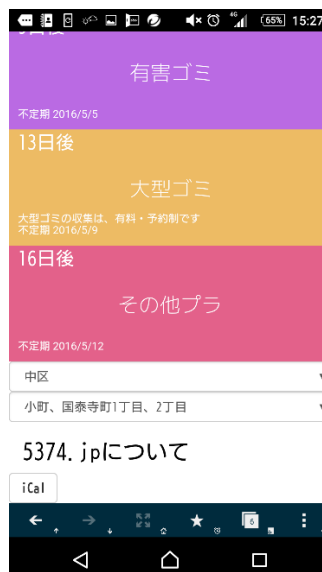 65%
15:27
有害ゴミ
不定期 2016/5/5
13日後
大型ゴミ
大型ゴミの収集は、有料・予約制です
不定期 2016/5/9
16日後
その他プラ
不定期 2016/5/12
中区
小町、国泰寺町1丁目、2丁目
5374.jpについて
iCal
6